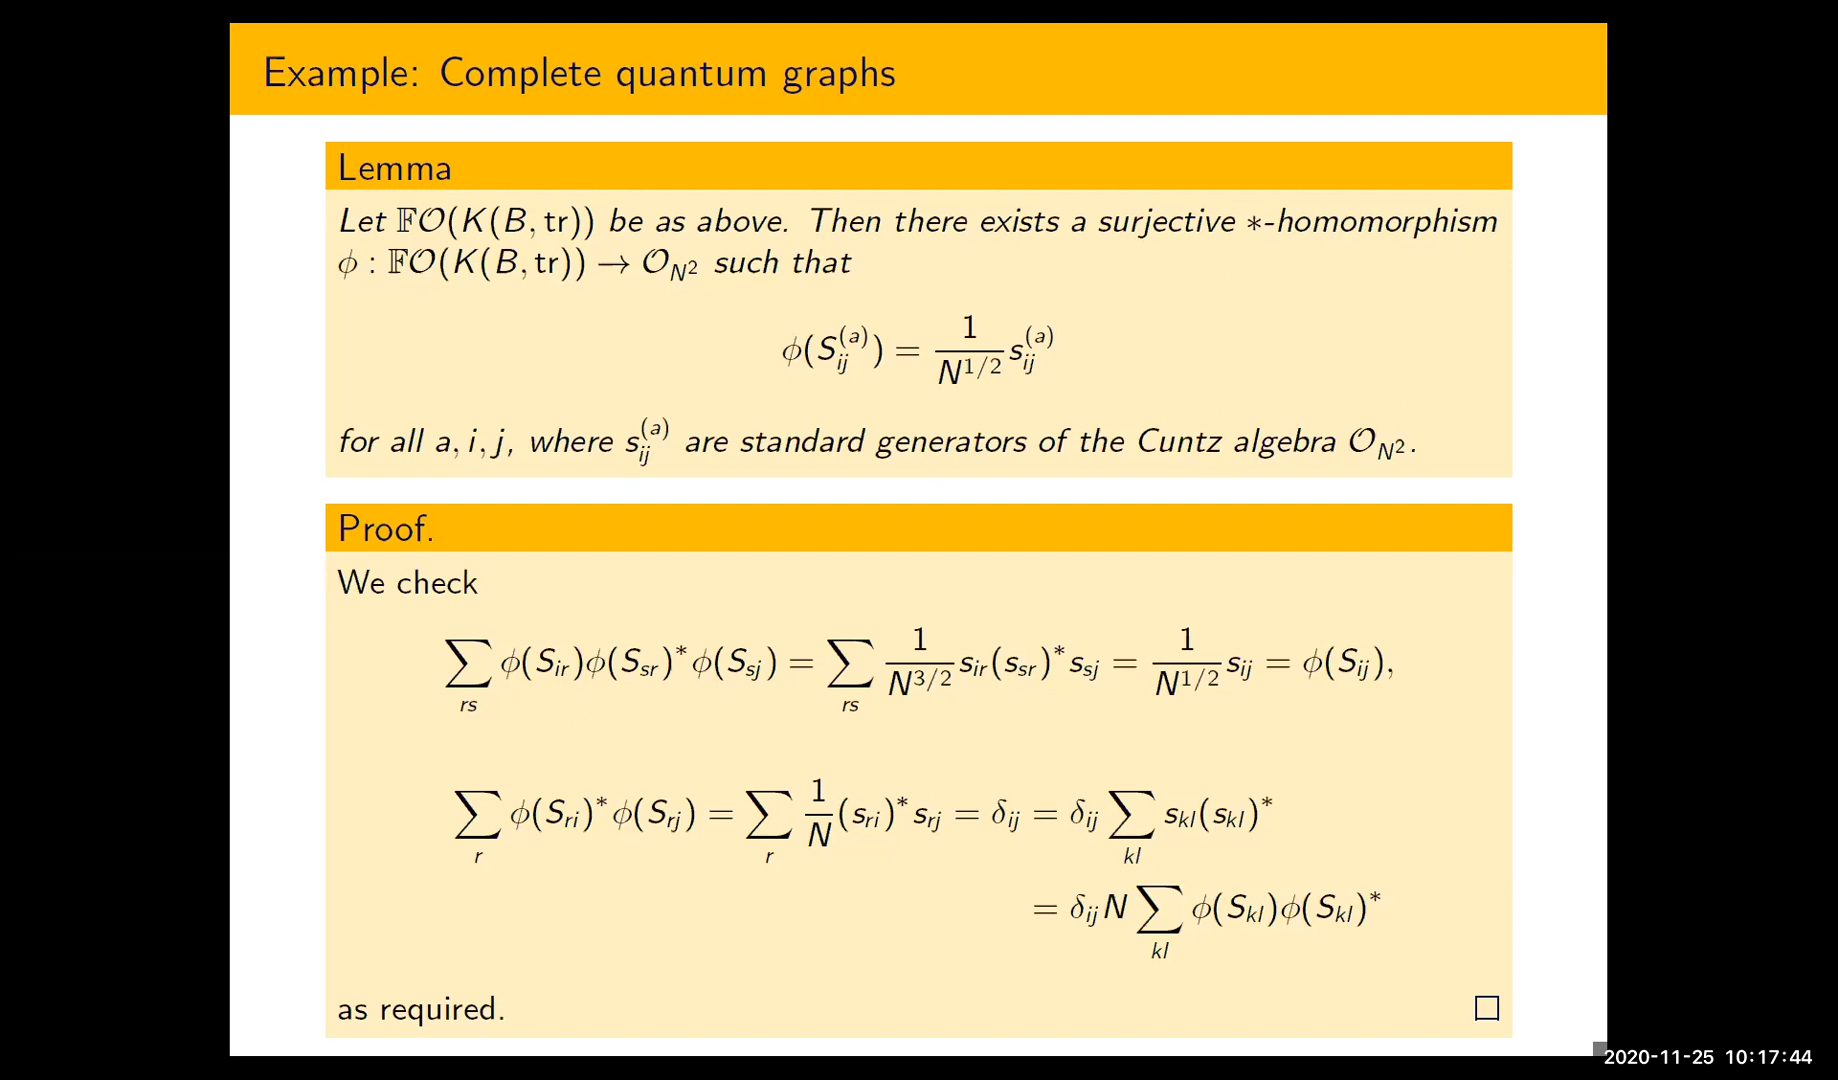 Example: Complete quantum graphs
Lemma
Let 𝔽𝒪(K(B, tr)) be as above. Then there exists a surjective ∗-homomorphism
ϕ : 𝔽𝒪(K(B, tr)) → 𝒪_{N²} such that
ϕ(S_{ij}^{(a)}) = \frac{1}{N^{1/2}} s_{ij}^{(a)}
for all a, i, j, where s_{ij}^{(a)} are standard generators of the Cuntz algebra 𝒪_{N²}.
Proof.
We check
\sum_{rs} ϕ(S_{ir})ϕ(S_{sr})^*ϕ(S_{sj}) = \sum_{rs} \frac{1}{N^{3/2}} s_{ir}(s_{sr})^*s_{sj} = \frac{1}{N^{1/2}} s_{ij} = ϕ(S_{ij}),
\sum_{r} ϕ(S_{ri})^*ϕ(S_{rj}) = \sum_{r} \frac{1}{N} (s_{ri})^*s_{rj} = δ_{ij} = δ_{ij} \sum_{kl} s_{kl}(s_{kl})^*
= δ_{ij} N \sum_{kl} ϕ(S_{kl})ϕ(S_{kl})^*
as required. □
2020-11-25 10:17:44